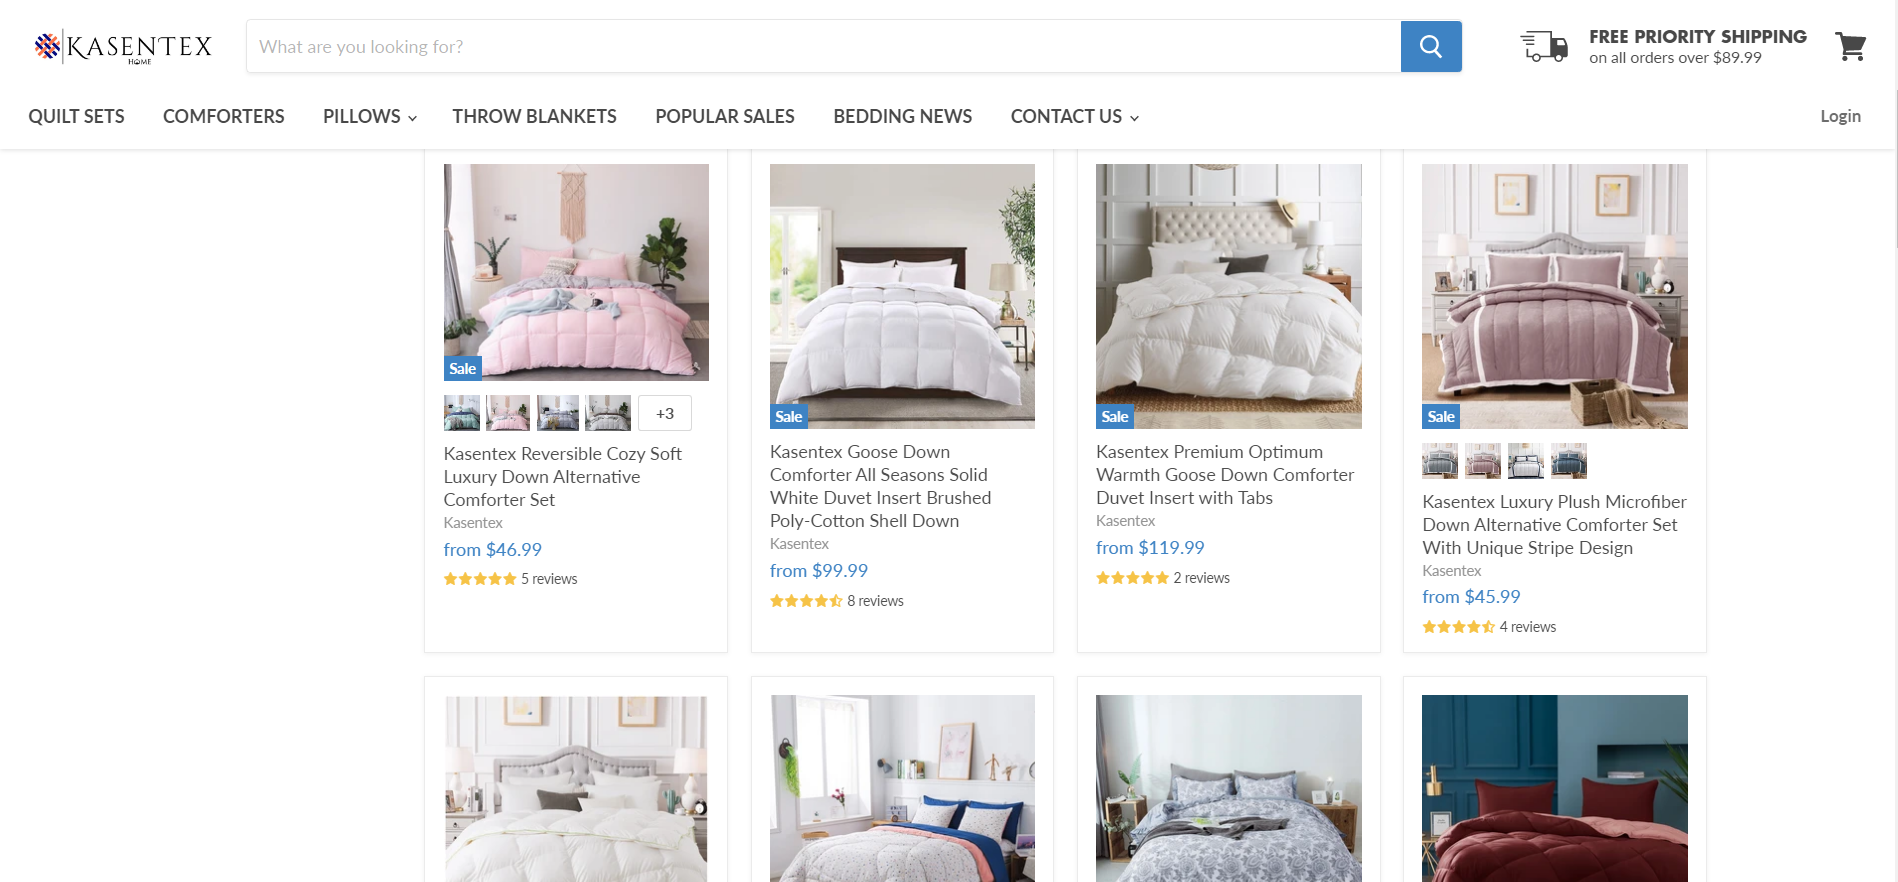 KASENTEX
HOME
What are you looking for?
FREE PRIORITY SHIPPING
on all orders over $89.99
QUILT SETS
COMFORTERS
PILLOWS
THROW BLANKETS
POPULAR SALES
BEDDING NEWS
CONTACT US
Login
Sale
+3
Kasentex Reversible Cozy Soft
Luxury Down Alternative
Comforter Set
Kasentex
from $46.99
5 reviews
Sale
Kasentex Goose Down
Comforter All Seasons Solid
White Duvet Insert Brushed
Poly-Cotton Shell Down
Kasentex
from $99.99
8 reviews
Sale
Kasentex Premium Optimum
Warmth Goose Down Comforter
Duvet Insert with Tabs
Kasentex
from $119.99
2 reviews
Sale
Kasentex Luxury Plush Microfiber
Down Alternative Comforter Set
With Unique Stripe Design
Kasentex
from $45.99
4 reviews